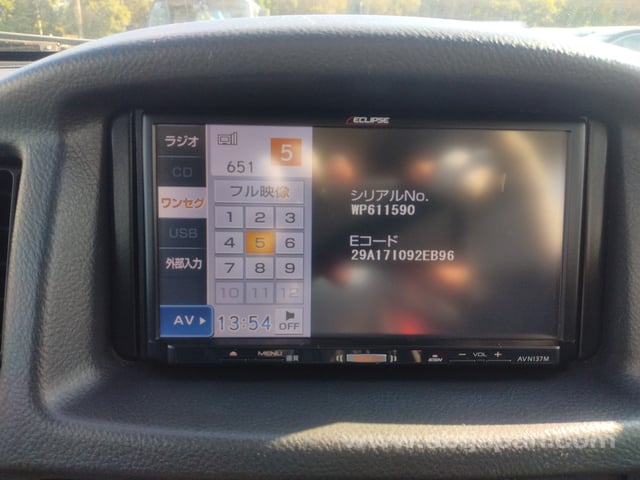 ECLIPSE
ラジオ
CD
ワンセグ
USB
外部入力
AV
651
5
フル映像
1 2 3
4 5 6
7 8 9
10 11 12
13:54
OFF
シリアルNo.
WP611590
Eコード
29A17I092EB96
MENU
− VOL +
AVN137M